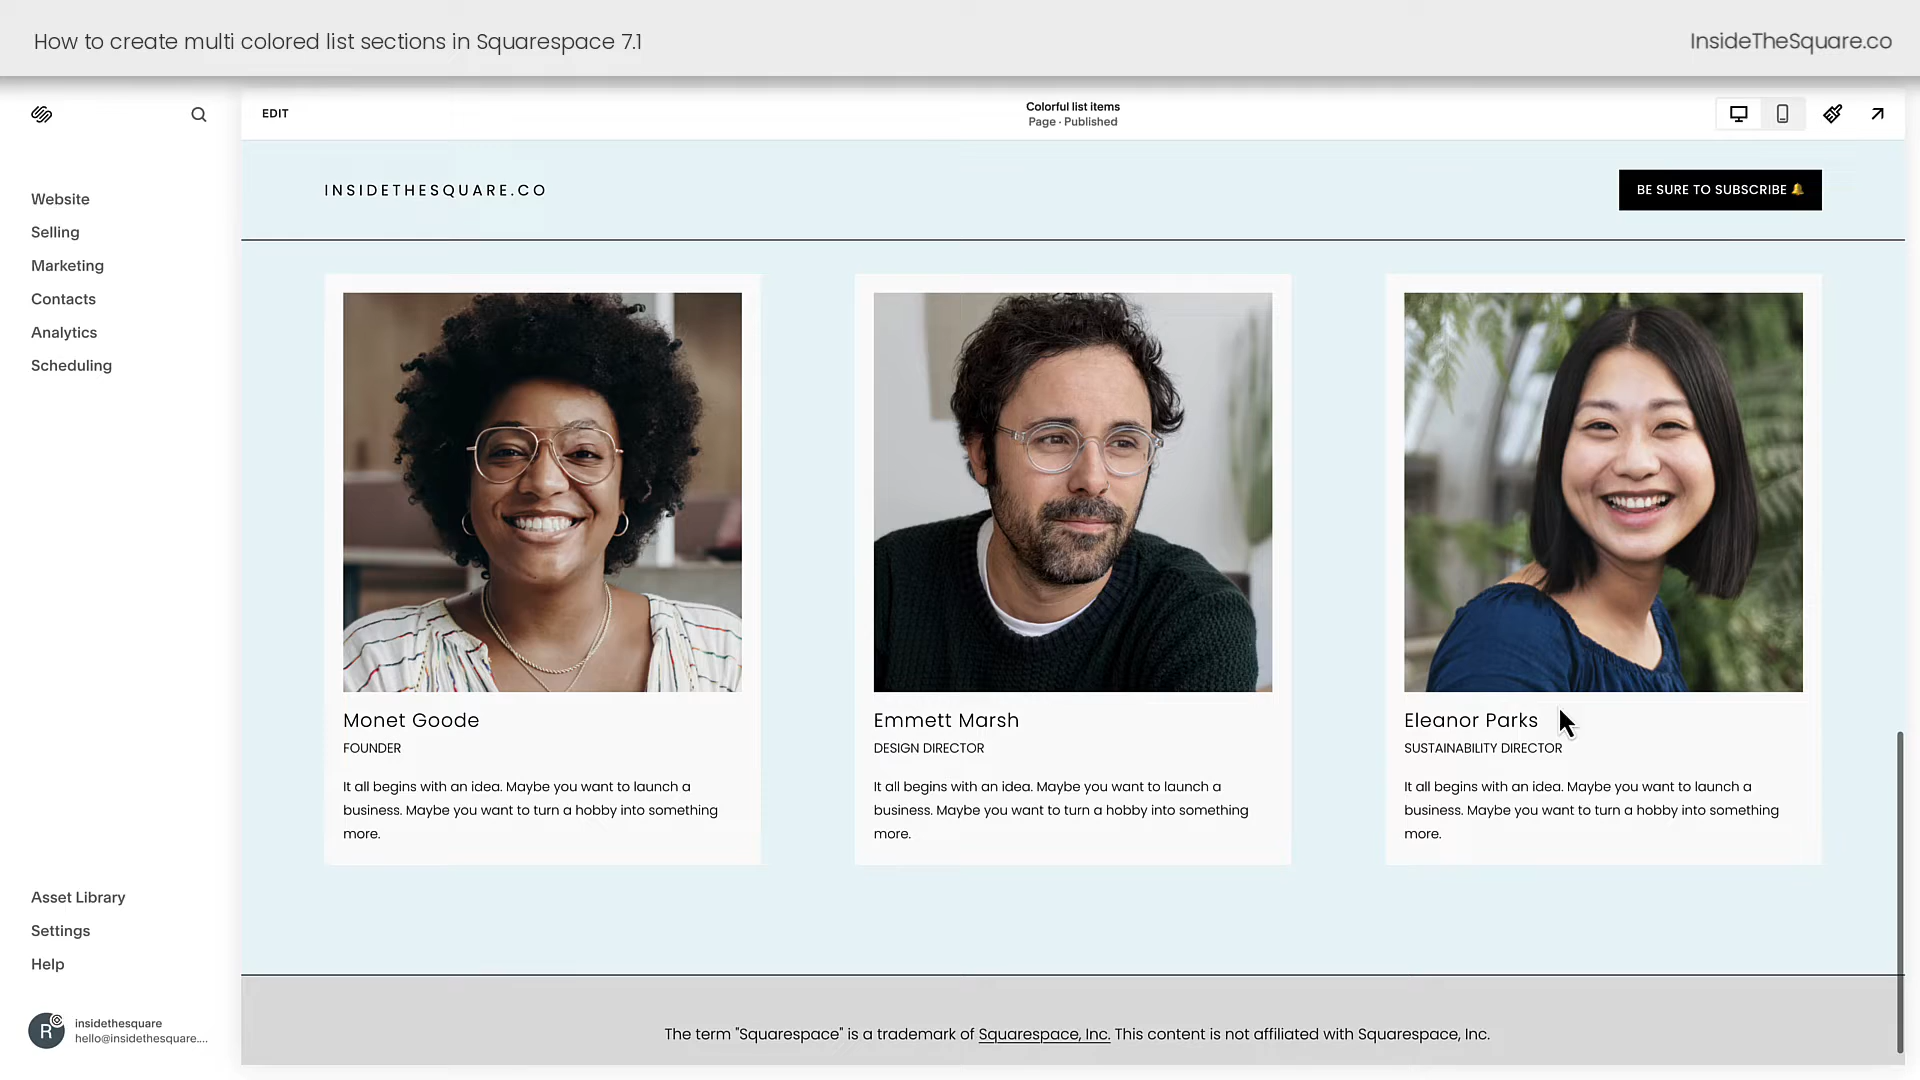 How to create multi colored list sections in Squarespace 7.1
InsideTheSquare.co
EDIT
Colorful list items
Page · Published
Website
Selling
Marketing
Contacts
Analytics
Scheduling
INSIDETHESQUARE.CO
BE SURE TO SUBSCRIBE 🔔
Monet Goode
FOUNDER
It all begins with an idea. Maybe you want to launch a
business. Maybe you want to turn a hobby into something
more.
Emmett Marsh
DESIGN DIRECTOR
It all begins with an idea. Maybe you want to launch a
business. Maybe you want to turn a hobby into something
more.
Eleanor Parks
SUSTAINABILITY DIRECTOR
It all begins with an idea. Maybe you want to launch a
business. Maybe you want to turn a hobby into something
more.
Asset Library
Settings
Help
R
insidethesquare
hello@insidethesquare....
The term "Squarespace" is a trademark of Squarespace, Inc. This content is not affiliated with Squarespace, Inc.